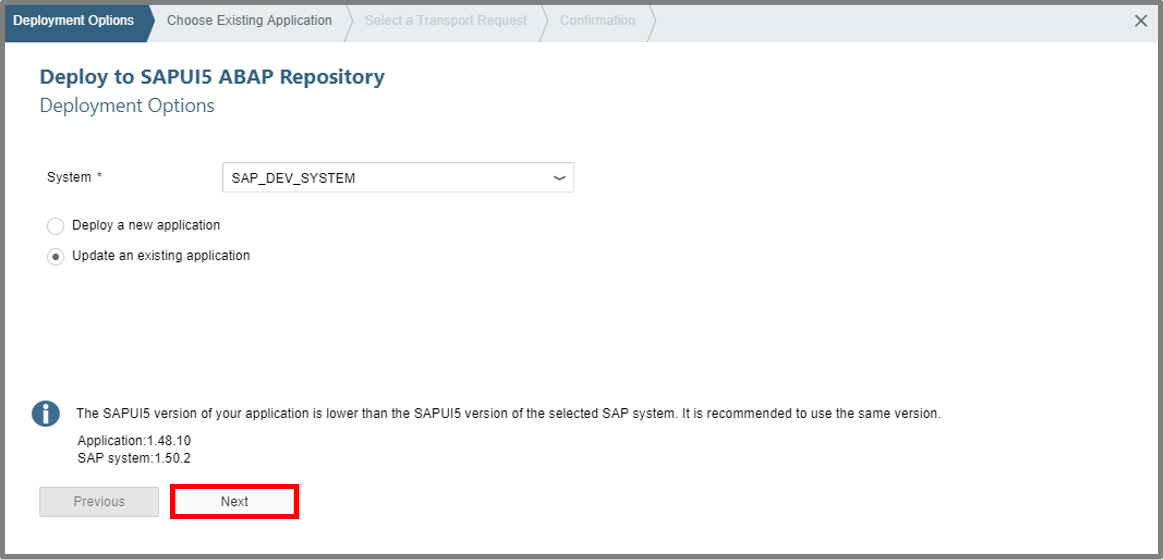 Deployment Options Choose Existing Application Select a Transport Request Confirmation
Deploy to SAPUI5 ABAP Repository
Deployment Options
System * SAP_DEV_SYSTEM
Deploy a new application
Update an existing application
The SAPUI5 version of your application is lower than the SAPUI5 version of the selected SAP system. It is recommended to use the same version.
Application:1.48.10
SAP system:1.50.2
Previous Next